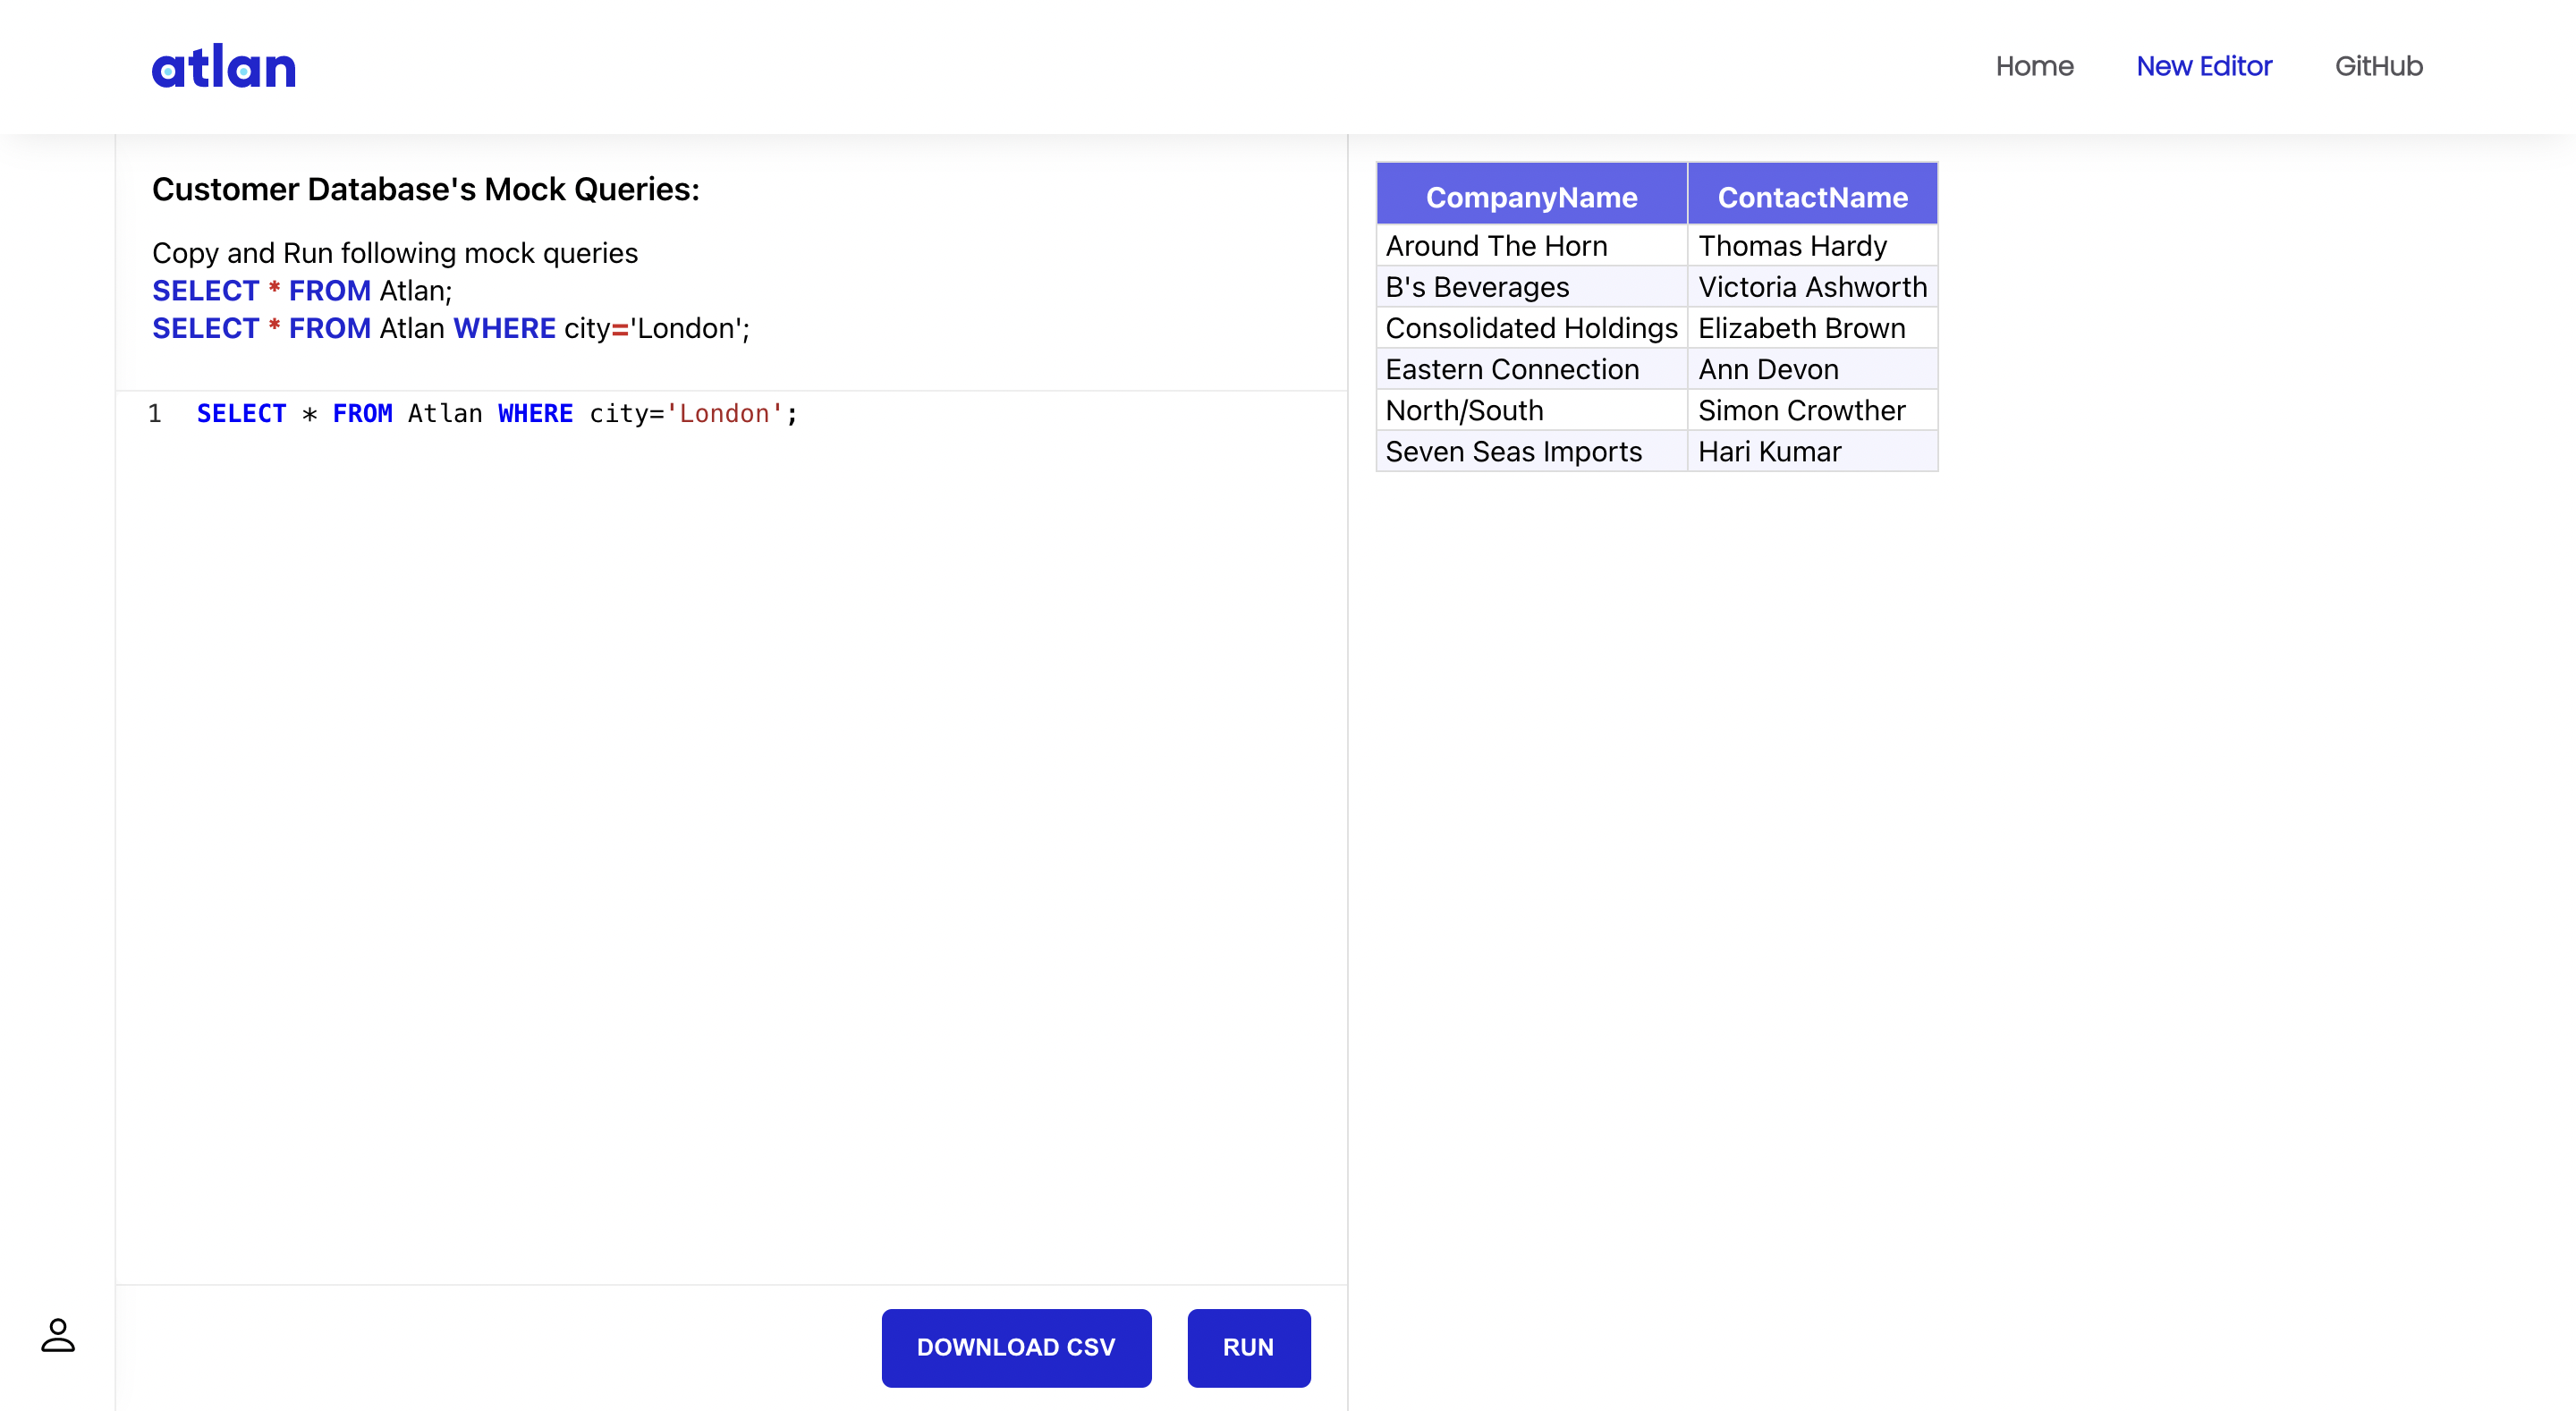 atlan
Home New Editor GitHub
Customer Database's Mock Queries:
Copy and Run following mock queries
SELECT * FROM Atlan;
SELECT * FROM Atlan WHERE city='London';
1 SELECT * FROM Atlan WHERE city='London';
DOWNLOAD CSV RUN
CompanyName ContactName
Around The Horn Thomas Hardy
B's Beverages Victoria Ashworth
Consolidated Holdings Elizabeth Brown
Eastern Connection Ann Devon
North/South Simon Crowther
Seven Seas Imports Hari Kumar